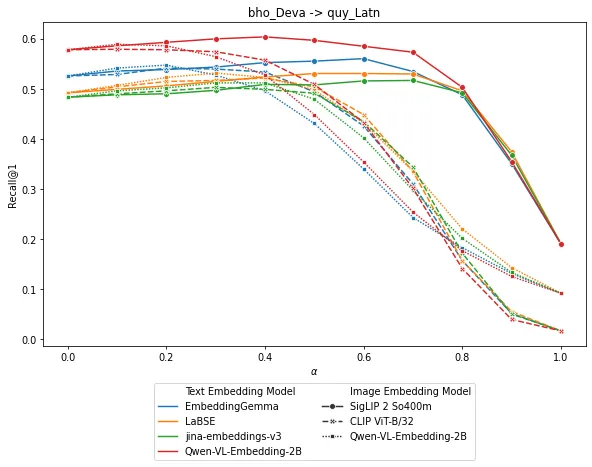 bho_Deva -> quy_Latn
Recall@1
0.6
0.5
0.4
0.3
0.2
0.1
0.0
0.0 0.2 0.4 0.6 0.8 1.0
α
Text Embedding Model
EmbeddingGemma
LaBSE
jina-embeddings-v3
Qwen-VL-Embedding-2B
Image Embedding Model
SigLIP 2 So400m
CLIP ViT-B/32
Qwen-VL-Embedding-2B